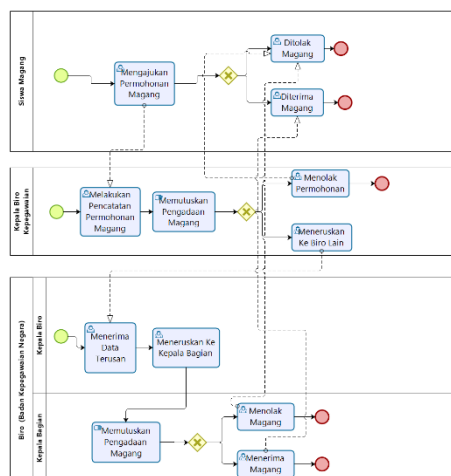 Siswa Magang
Mengajukan
Permohonan
Magang
Ditolak
Magang
Diterima
Magang
Kepala Biro
Kepegawaian
Melakukan
Pencatatan
Permohonan
Magang
Memutuskan
Pengadaan
Magang
Menolak
Permohonan
Meneruskan
Ke Biro Lain
Biro (Badan Kepegawaian Negara)
Kepala Biro
Menerima
Data
Terusan
Meneruskan Ke
Kepala Bagian
Kepala Bagian
Memutuskan
Pengadaan
Magang
Menolak
Magang
Menerima
Magang